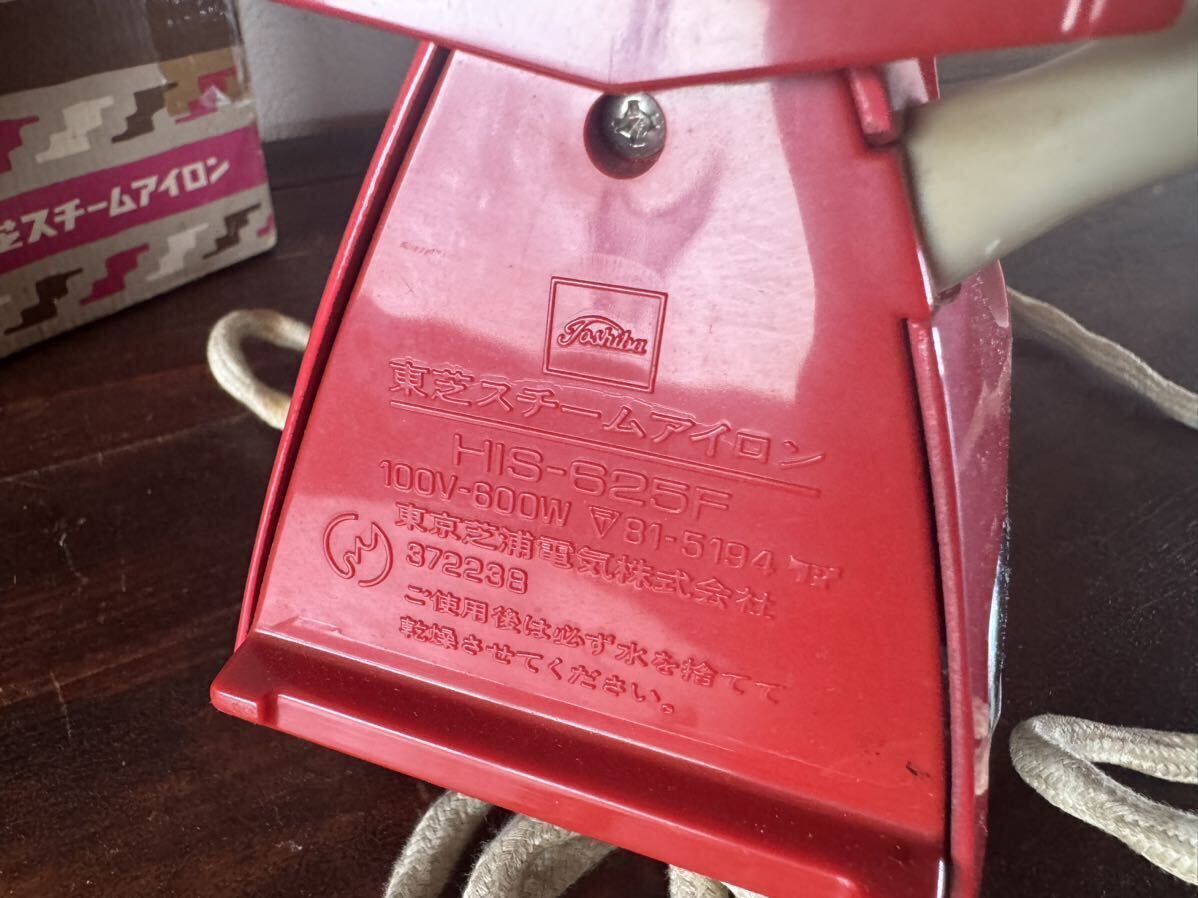 芝スチームアイロン
Toshiba
東芝スチームアイロン
HIS-625F
100V-600W ▽81-5194
東京芝浦電気株式会社
372238
ご使用後は必ず水を捨てて
乾燥させてください。